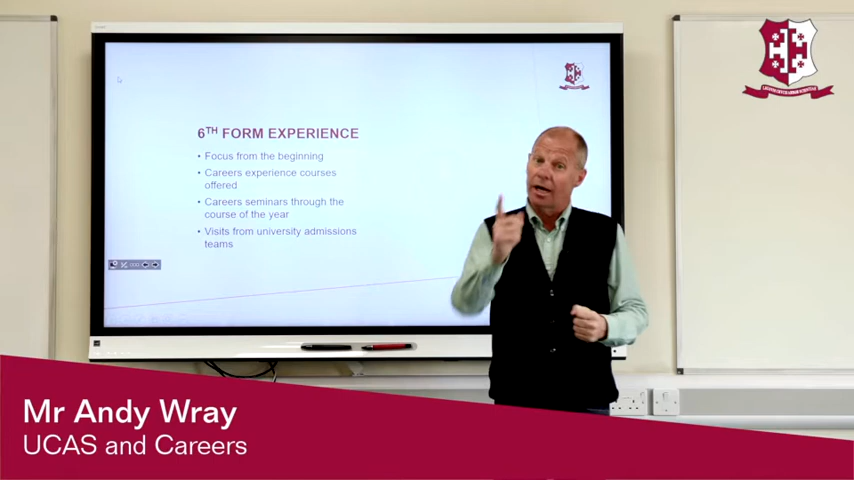 6TH FORM EXPERIENCE
• Focus from the beginning
• Careers experience courses
offered
• Careers seminars through the
course of the year
• Visits from university admissions
teams
Mr Andy Wray
UCAS and Careers